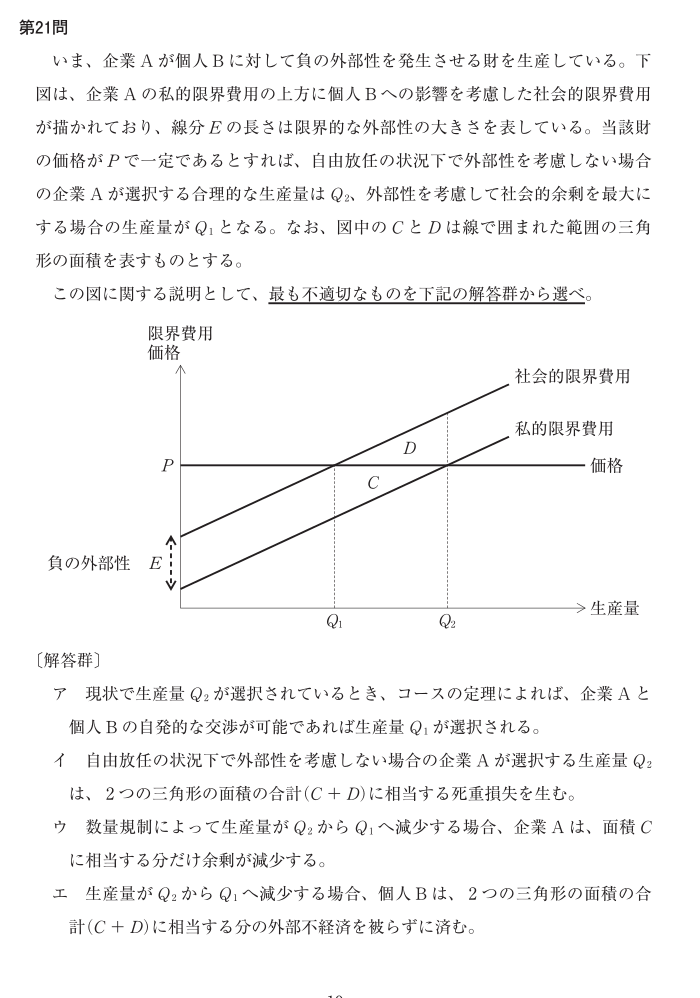 第21問
いま、企業 A が個人 B に対して負の外部性を発生させる財を生産している。下
図は、企業 A の私的限界費用の上方に個人 B への影響を考慮した社会的限界費用
が描かれており、線分 E の長さは限界的な外部性の大きさを表している。当該財
の価格が P で一定であるとすれば、自由放任の状況下で外部性を考慮しない場合
の企業 A が選択する合理的な生産量は Q₂、外部性を考慮して社会的余剰を最大に
する場合の生産量が Q₁ となる。なお、図中の C と D は線で囲まれた範囲の三角
形の面積を表すものとする。
この図に関する説明として、最も不適切なものを下記の解答群から選べ。
限界費用
価格
社会的限界費用
私的限界費用
D
P
価格
C
負の外部性 E
生産量
Q₁
Q₂
〔解答群〕
ア 現状で生産量 Q₂ が選択されているとき、コースの定理によれば、企業 A と
個人 B の自発的な交渉が可能であれば生産量 Q₁ が選択される。
イ 自由放任の状況下で外部性を考慮しない場合の企業 A が選択する生産量 Q₂
は、2つの三角形の面積の合計(C + D)に相当する死重損失を生む。
ウ 数量規制によって生産量が Q₂ から Q₁ へ減少する場合、企業 A は、面積 C
に相当する分だけ余剰が減少する。
エ 生産量が Q₂ から Q₁ へ減少する場合、個人 B は、2つの三角形の面積の合
計(C + D)に相当する分の外部不経済を被らずに済む。